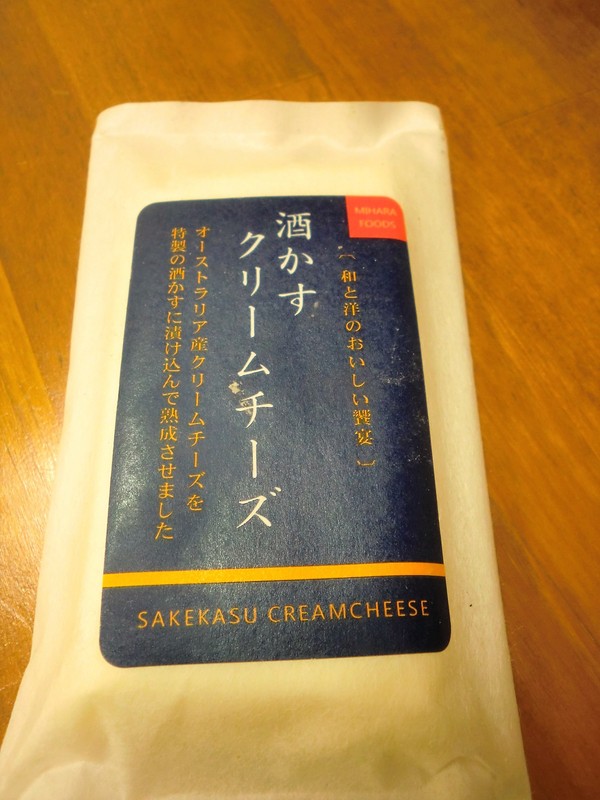 MIHARA
FOODS
〔 和と洋のおいしい饗宴 〕
酒かす
クリームチーズ
オーストラリア産クリームチーズを
特製の酒かすに漬け込んで熟成させました
SAKEKASU CREAMCHEESE